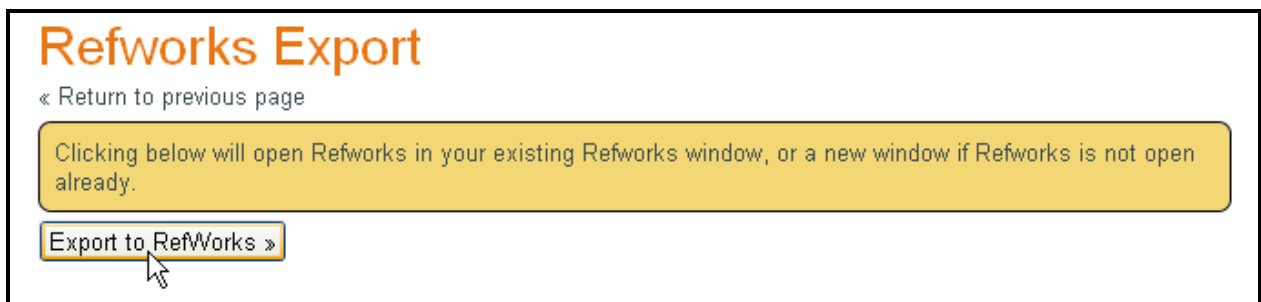 Refworks Export
« Return to previous page
Clicking below will open Refworks in your existing Refworks window, or a new window if Refworks is not open
already.
Export to RefWorks »